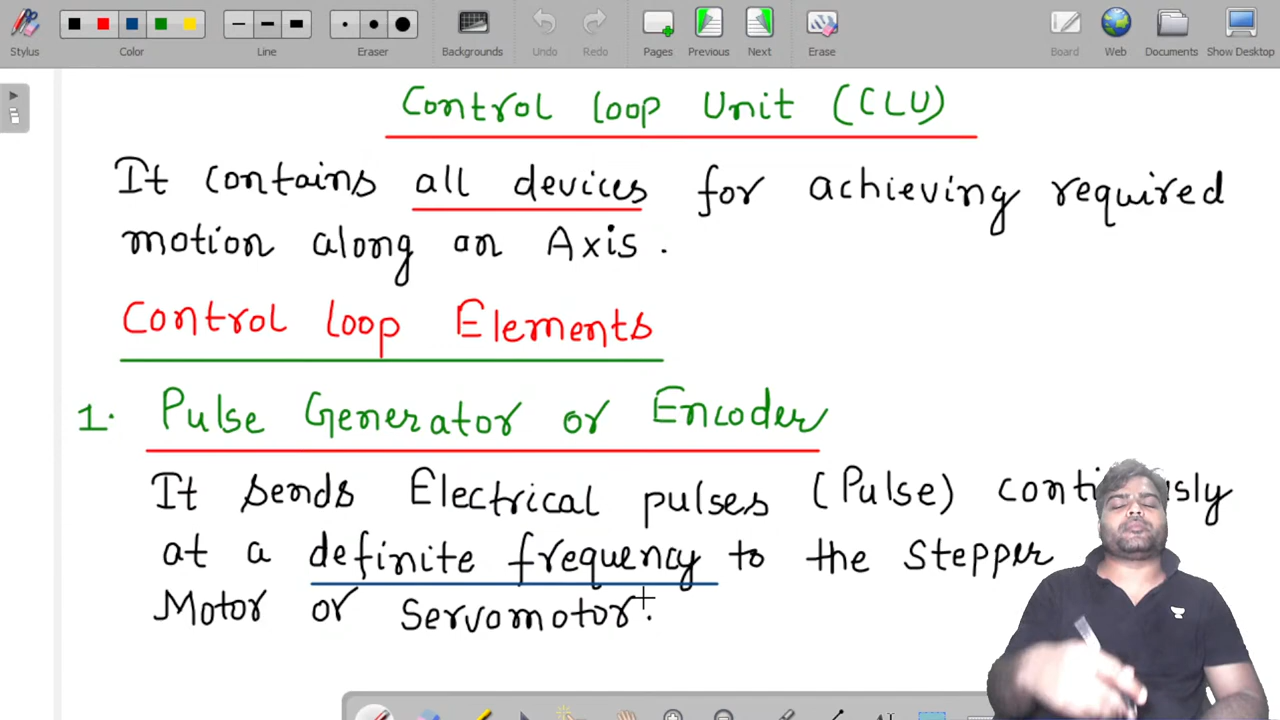 Stylus
Color
Line
Eraser
Backgrounds
Undo
Redo
Pages
Previous
Next
Erase
Board
Web
Documents
Show Desktop
Control loop Unit (CLU)
It contains all devices for achieving required
motion along an Axis.
Control loop Elements
1. Pulse Generator or Encoder
It sends Electrical pulses (Pulse)
at a definite frequency to the Stepper
Motor or Servomotor.